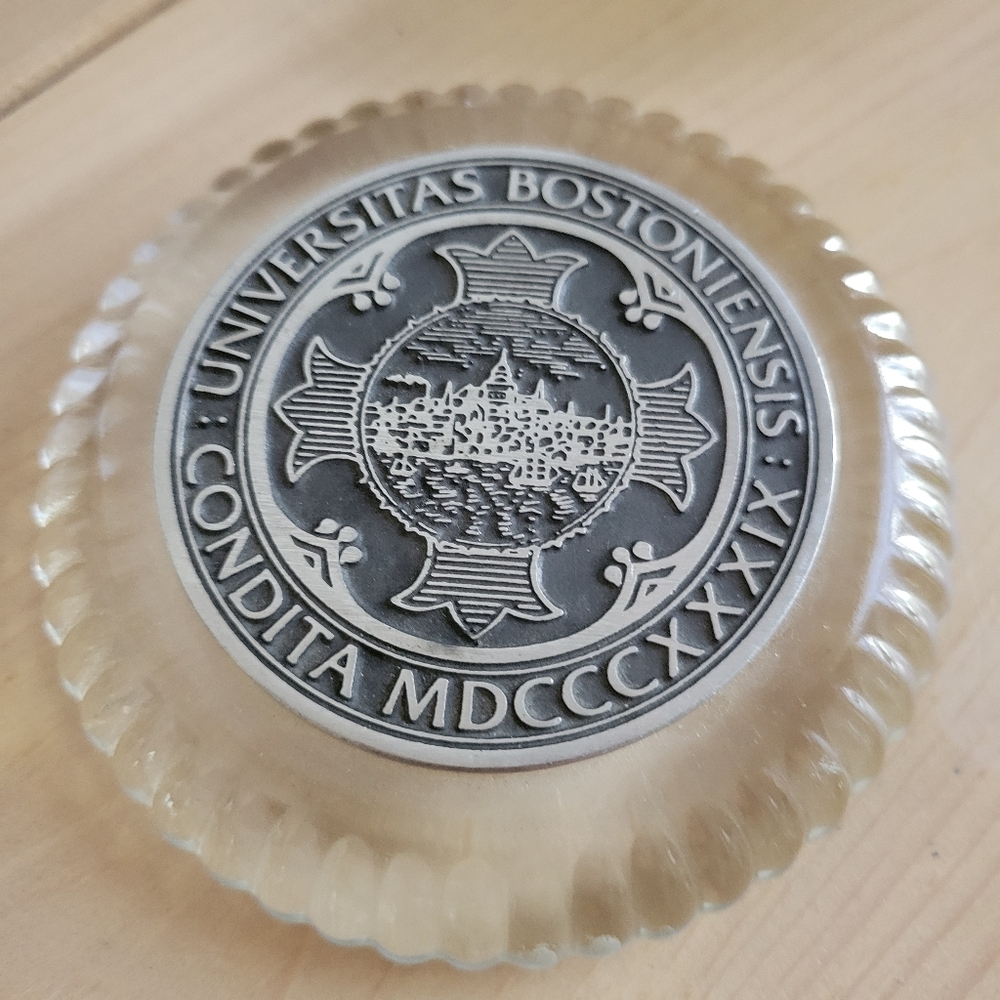 UNIVERSITAS BOSTONIENSIS
: CONDITA MDCCCXXXIX :